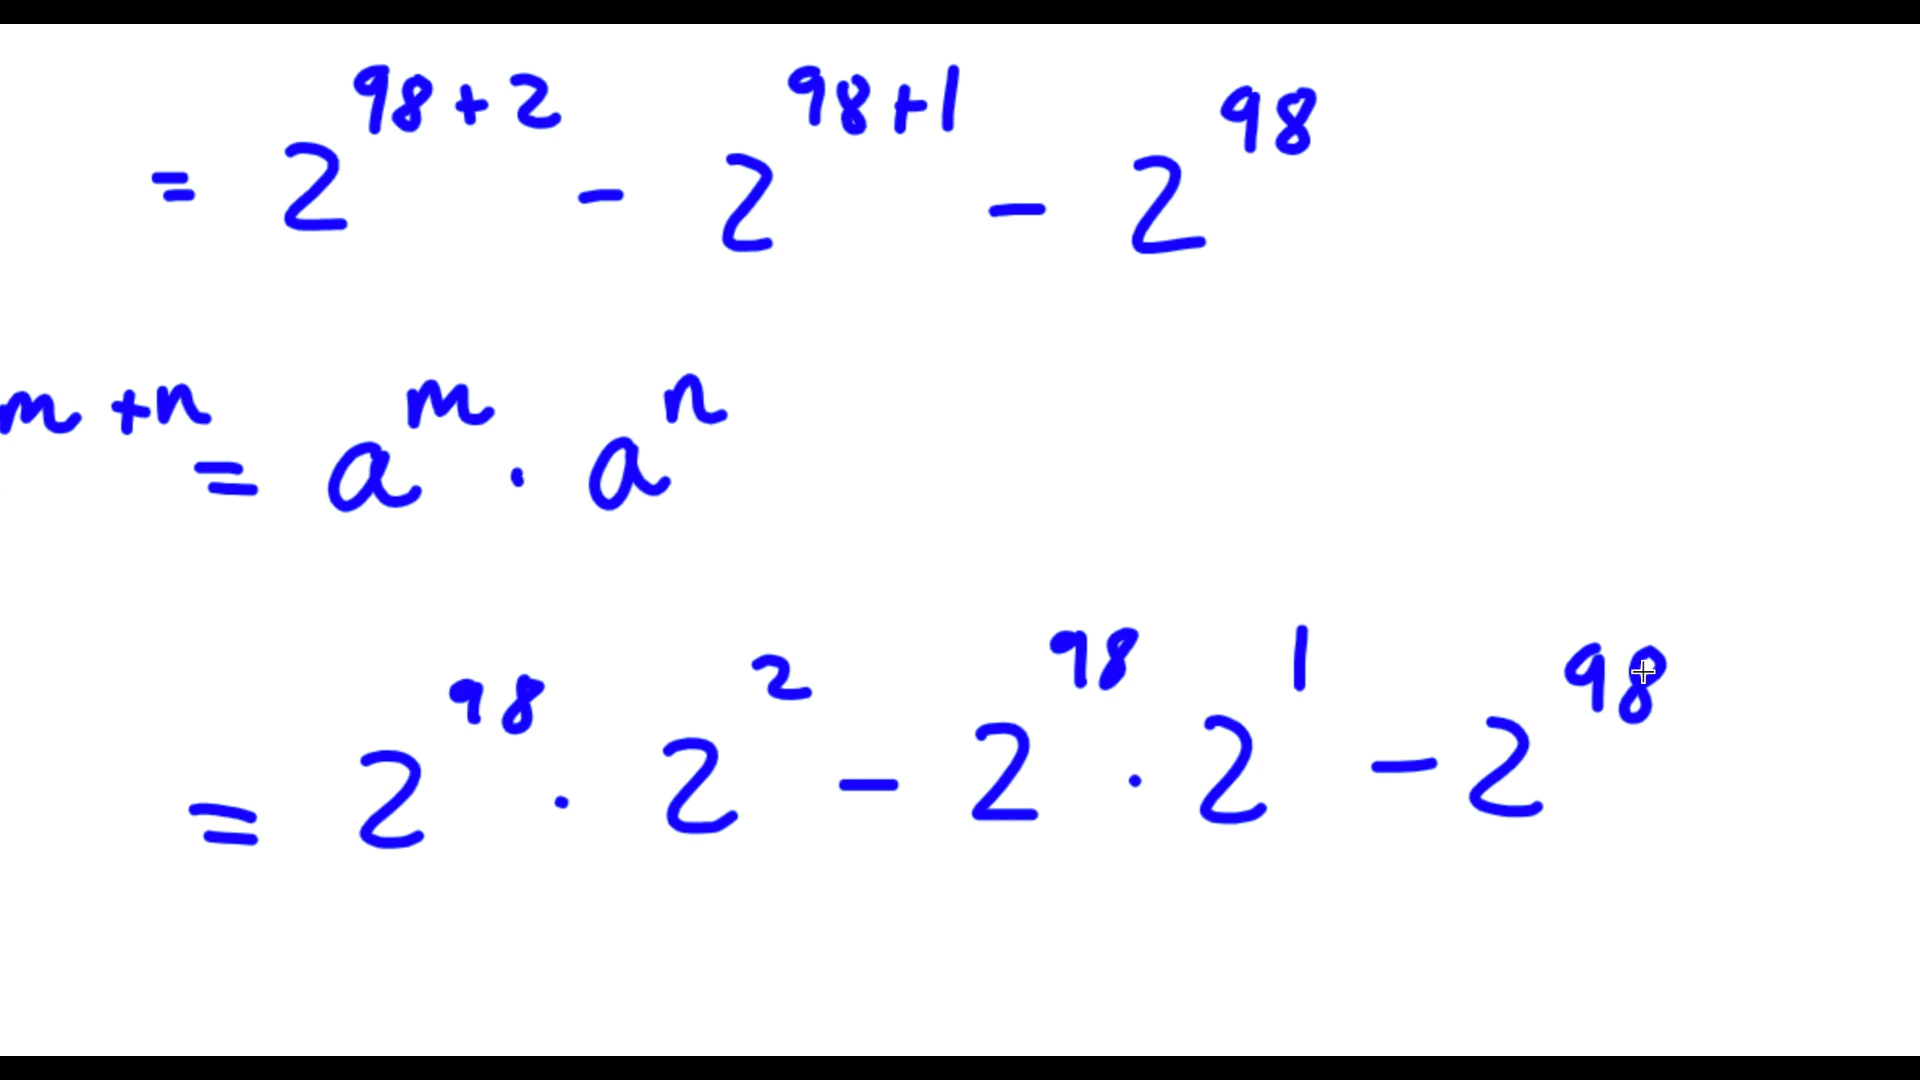 = 2^{98+2} - 2^{98+1} - 2^{98}
m+n = a^m · a^n
= 2^{98} · 2^2 - 2^{98} · 2^1 - 2^{98}